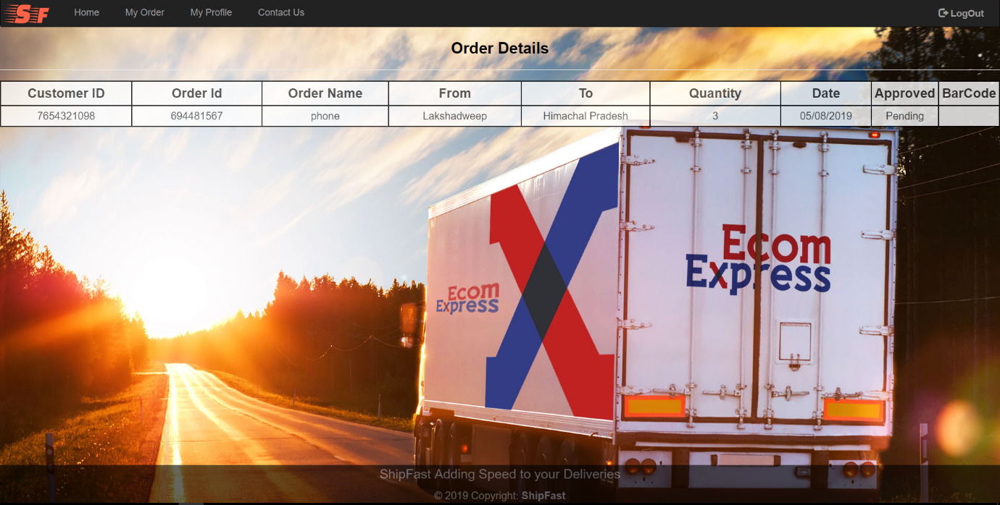 SF Home My Order My Profile Contact Us LogOut
Order Details
Customer ID Order Id Order Name From To Quantity Date Approved BarCode
7654321098 694481567 phone Lakshadweep Himachal Pradesh 3 05/08/2019 Pending
Ecom
Express
Ecom
Express
ShipFast Adding Speed to your Deliveries
© 2019 Copyright: ShipFast